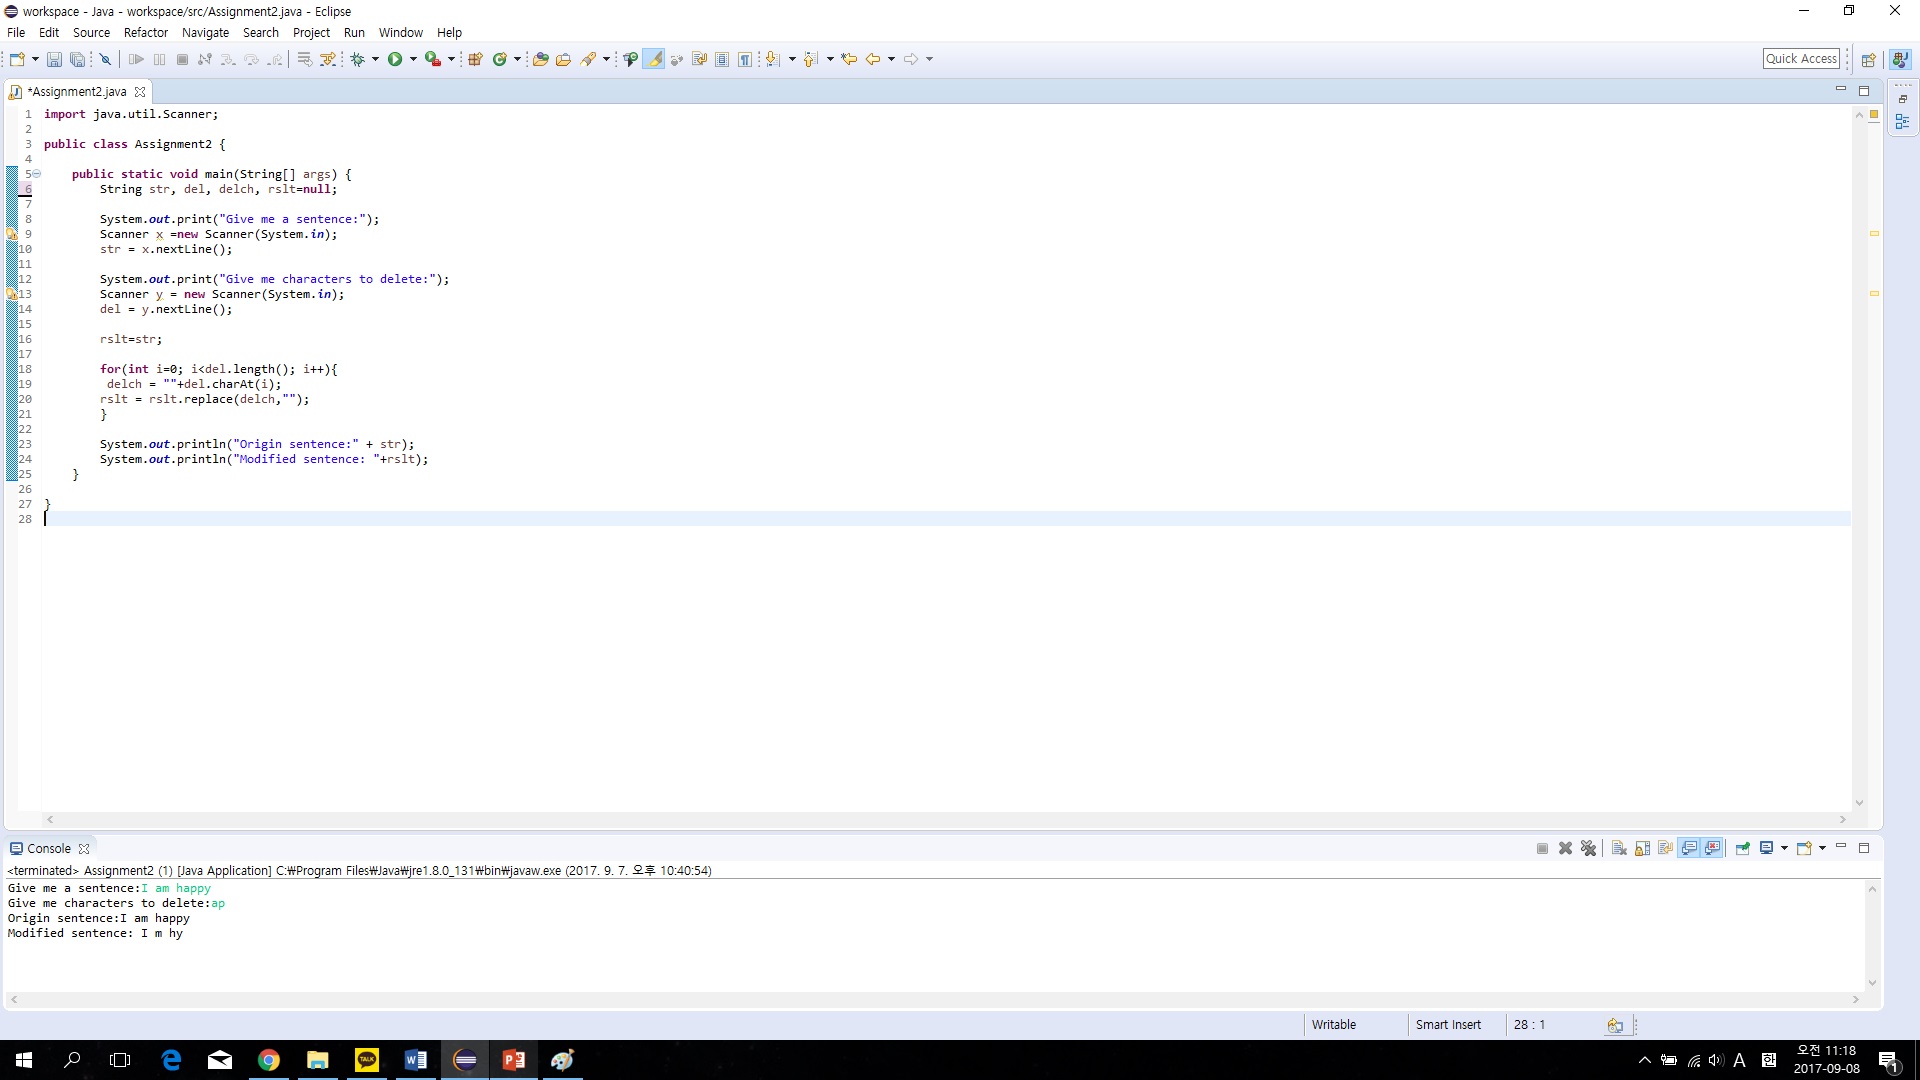 workspace - Java - workspace/src/Assignment2.java - Eclipse
File Edit Source Refactor Navigate Search Project Run Window Help
Quick Access
*Assignment2.java
1 import java.util.Scanner;
2
3 public class Assignment2 {
4
5 public static void main(String[] args) {
6 String str, del, delch, rslt=null;
7
8 System.out.print("Give me a sentence:");
9 Scanner x =new Scanner(System.in);
10 str = x.nextLine();
11
12 System.out.print("Give me characters to delete:");
13 Scanner y = new Scanner(System.in);
14 del = y.nextLine();
15
16 rslt=str;
17
18 for(int i=0; i<del.length(); i++){
19 delch = ""+del.charAt(i);
20 rslt = rslt.replace(delch,"");
21 }
22
23 System.out.println("Origin sentence:" + str);
24 System.out.println("Modified sentence: "+rslt);
25 }
26
27 }
28
Console
<terminated> Assignment2 (1) [Java Application] C:₩Program Files₩Java₩jre1.8.0_131₩bin₩javaw.exe (2017. 9. 7. 오후 10:40:54)
Give me a sentence:I am happy
Give me characters to delete:ap
Origin sentence:I am happy
Modified sentence: I m hy
Writable Smart Insert 28 : 1
TALK
A 한 오전 11:18
2017-09-08
1